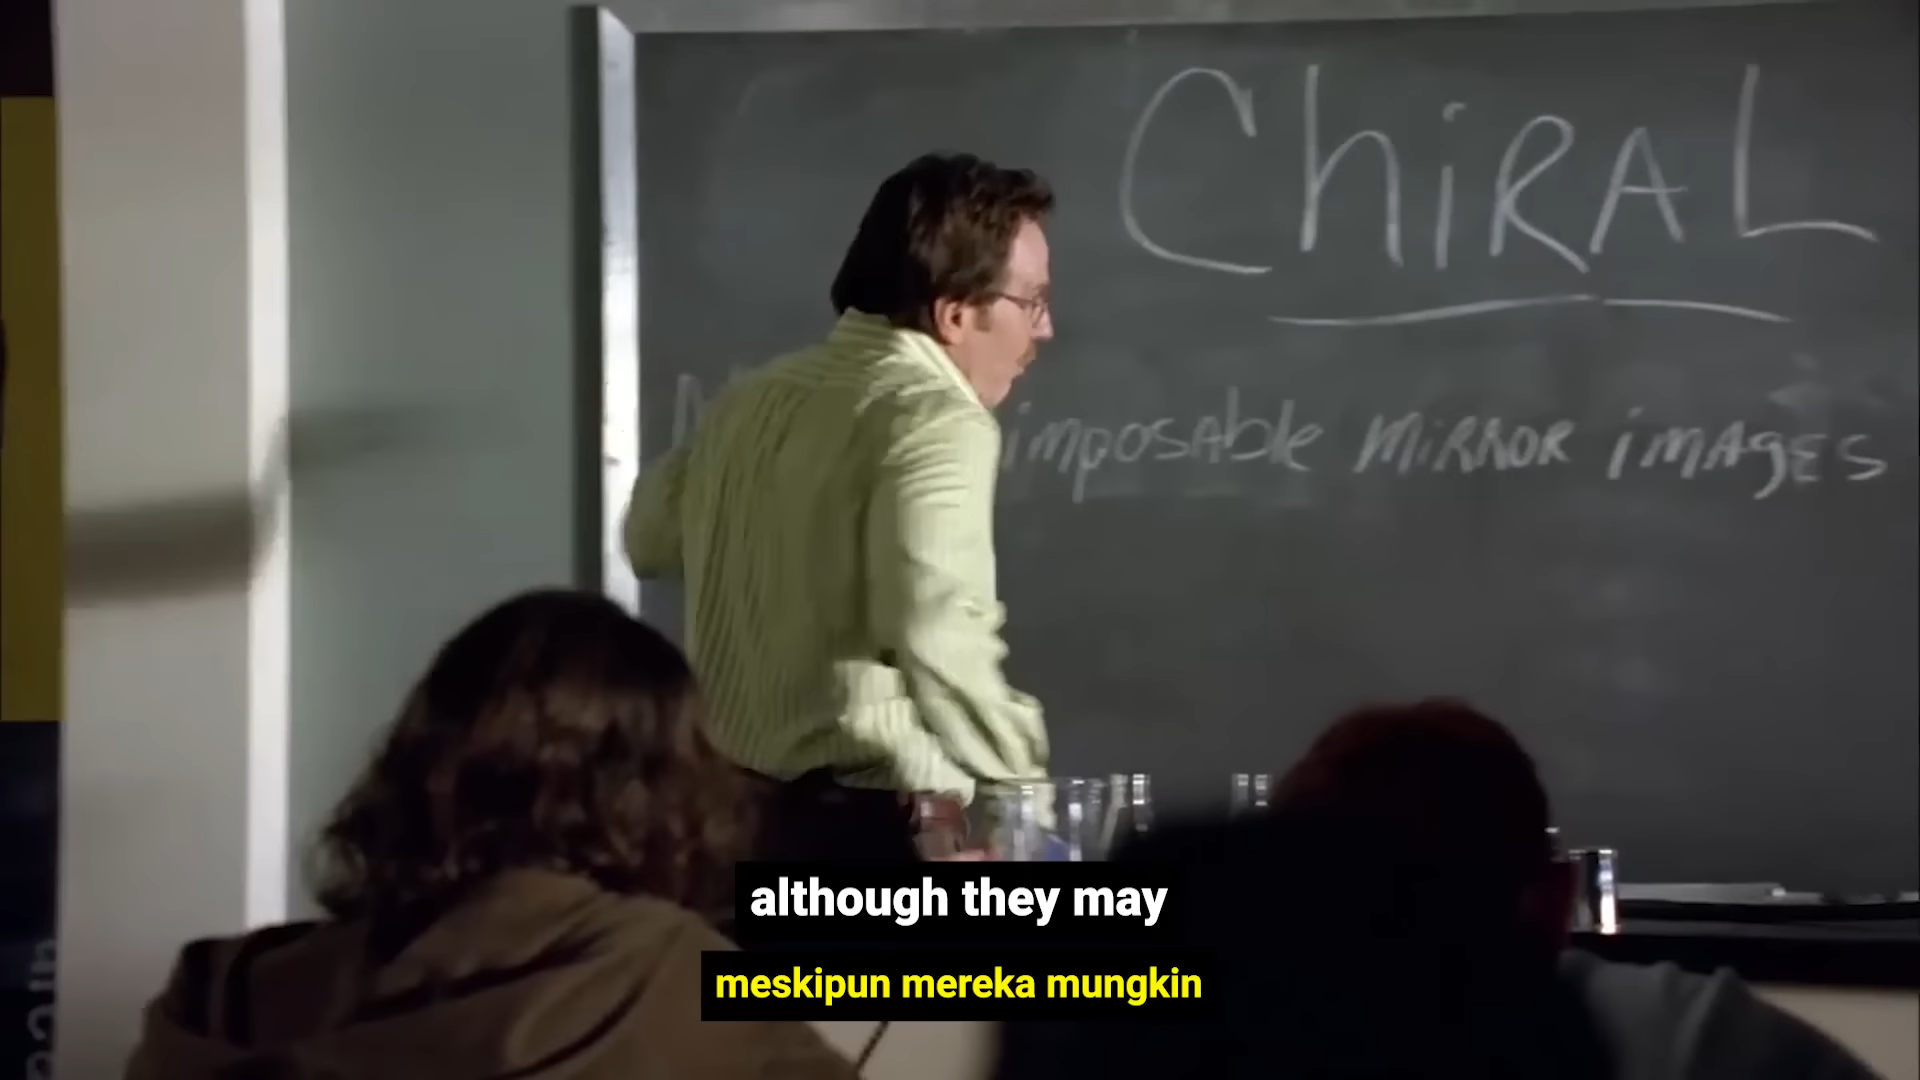 ChiRAL
imposable MiRROR imAgEs
although they may
meskipun mereka mungkin